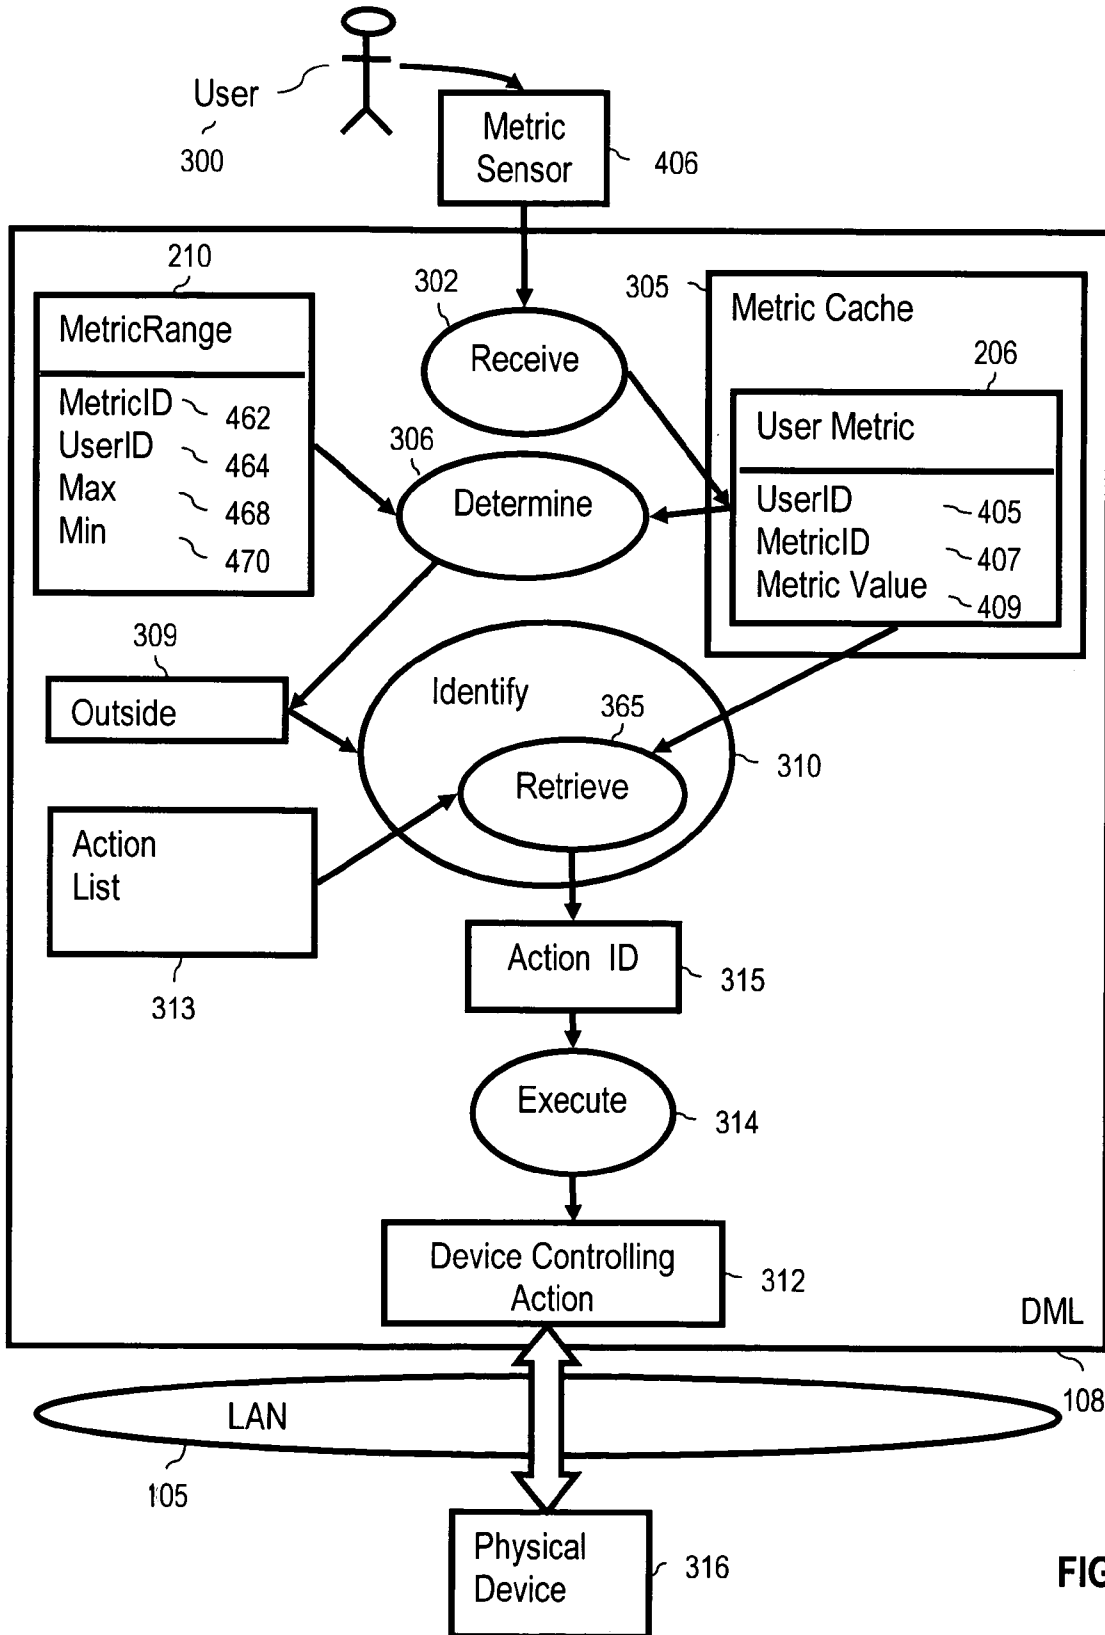 User
300
Metric
Sensor
406
210
MetricRange
MetricID
462
UserID
464
Max
468
Min
470
302
Receive
305
Metric Cache
206
User Metric
UserID
405
MetricID
407
Metric Value
409
306
Determine
309
Outside
Identify
365
Retrieve
310
Action
List
313
Action ID
315
Execute
314
Device Controlling
Action
312
DML
108
LAN
105
Physical
Device
316
FIG